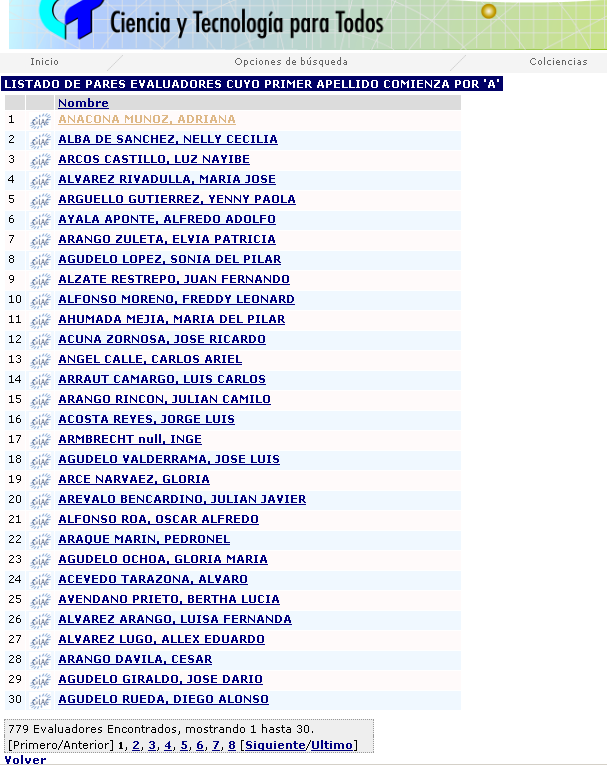 Ciencia y Tecnología para Todos
Inicio Opciones de búsqueda Colciencias
LISTADO DE PARES EVALUADORES CUYO PRIMER APELLIDO COMIENZA POR 'A'
Nombre
1 ANACONA MUNOZ, ADRIANA
2 ALBA DE SANCHEZ, NELLY CECILIA
3 ARCOS CASTILLO, LUZ NAYIBE
4 ALVAREZ RIVADULLA, MARIA JOSE
5 ARGUELLO GUTIERREZ, YENNY PAOLA
6 AYALA APONTE, ALFREDO ADOLFO
7 ARANGO ZULETA, ELVIA PATRICIA
8 AGUDELO LOPEZ, SONIA DEL PILAR
9 ALZATE RESTREPO, JUAN FERNANDO
10 ALFONSO MORENO, FREDDY LEONARD
11 AHUMADA MEJIA, MARIA DEL PILAR
12 ACUNA ZORNOSA, JOSE RICARDO
13 ANGEL CALLE, CARLOS ARIEL
14 ARRAUT CAMARGO, LUIS CARLOS
15 ARANGO RINCON, JULIAN CAMILO
16 ACOSTA REYES, JORGE LUIS
17 ARMBRECHT null, INGE
18 AGUDELO VALDERRAMA, JOSE LUIS
19 ARCE NARVAEZ, GLORIA
20 AREVALO BENCARDINO, JULIAN JAVIER
21 ALFONSO ROA, OSCAR ALFREDO
22 ARAQUE MARIN, PEDRONEL
23 AGUDELO OCHOA, GLORIA MARIA
24 ACEVEDO TARAZONA, ALVARO
25 AVENDANO PRIETO, BERTHA LUCIA
26 ALVAREZ ARANGO, LUISA FERNANDA
27 ALVAREZ LUGO, ALLEX EDUARDO
28 ARANGO DAVILA, CESAR
29 AGUDELO GIRALDO, JOSE DARIO
30 AGUDELO RUEDA, DIEGO ALONSO
779 Evaluadores Encontrados, mostrando 1 hasta 30.
[Primero/Anterior] 1, 2, 3, 4, 5, 6, 7, 8 [Siguiente/Ultimo]
Volver